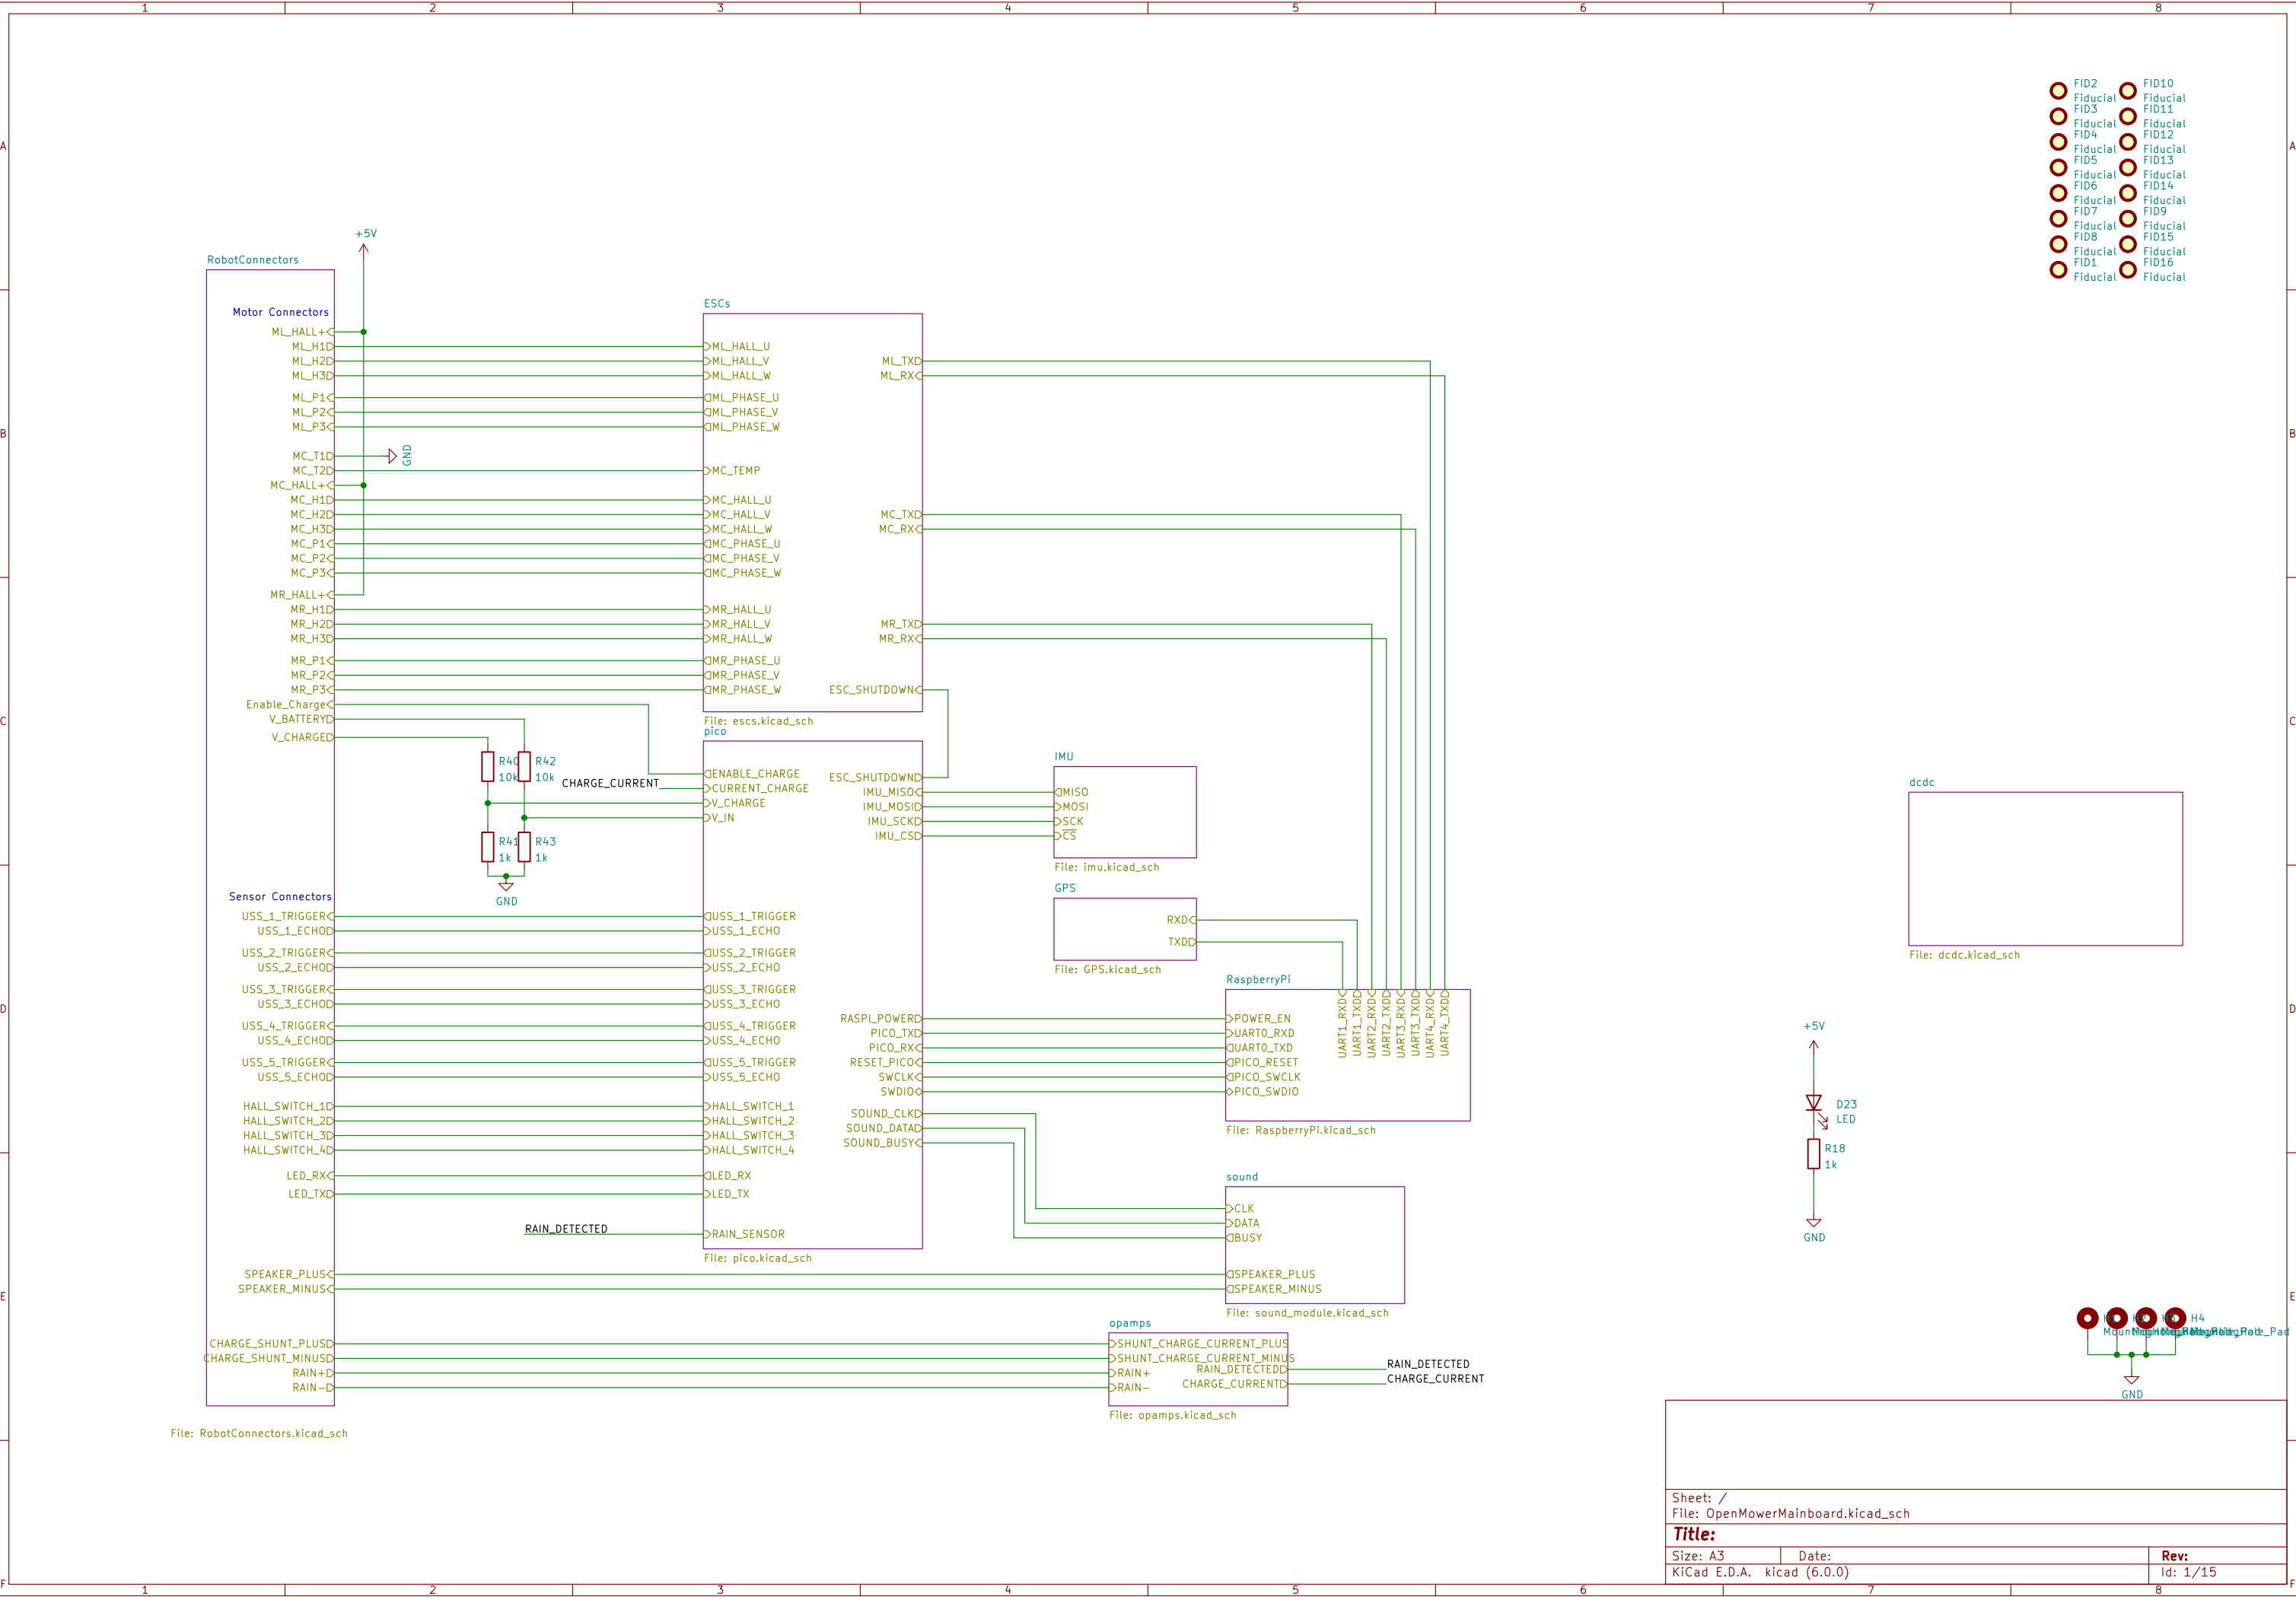 1 2 3 4 5 6 7 8
A
B
C
D
E
F
RobotConnectors
+5V
Motor Connectors
ML_HALL+
ML_H1
ML_H2
ML_H3
ML_P1
ML_P2
ML_P3
MC_T1
GND
MC_T2
MC_HALL+
MC_H1
MC_H2
MC_H3
MC_P1
MC_P2
MC_P3
MR_HALL+
MR_H1
MR_H2
MR_H3
MR_P1
MR_P2
MR_P3
Enable_Charge
V_BATTERY
V_CHARGE
Sensor Connectors
USS_1_TRIGGER
USS_1_ECHO
USS_2_TRIGGER
USS_2_ECHO
USS_3_TRIGGER
USS_3_ECHO
USS_4_TRIGGER
USS_4_ECHO
USS_5_TRIGGER
USS_5_ECHO
HALL_SWITCH_1
HALL_SWITCH_2
HALL_SWITCH_3
HALL_SWITCH_4
LED_RX
LED_TX
SPEAKER_PLUS
SPEAKER_MINUS
CHARGE_SHUNT_PLUS
CHARGE_SHUNT_MINUS
RAIN+
RAIN-
File: RobotConnectors.kicad_sch
R40
10k
R42
10k
R41
1k
R43
1k
GND
CHARGE_CURRENT
RAIN_DETECTED
ESCs
ML_HALL_U
ML_HALL_V
ML_HALL_W
ML_PHASE_U
ML_PHASE_V
ML_PHASE_W
MC_TEMP
MC_HALL_U
MC_HALL_V
MC_HALL_W
MC_PHASE_U
MC_PHASE_V
MC_PHASE_W
MR_HALL_U
MR_HALL_V
MR_HALL_W
MR_PHASE_U
MR_PHASE_V
MR_PHASE_W
ML_TX
ML_RX
MC_TX
MC_RX
MR_TX
MR_RX
ESC_SHUTDOWN
File: escs.kicad_sch
pico
ENABLE_CHARGE
CURRENT_CHARGE
V_CHARGE
V_IN
USS_1_TRIGGER
USS_1_ECHO
USS_2_TRIGGER
USS_2_ECHO
USS_3_TRIGGER
USS_3_ECHO
USS_4_TRIGGER
USS_4_ECHO
USS_5_TRIGGER
USS_5_ECHO
HALL_SWITCH_1
HALL_SWITCH_2
HALL_SWITCH_3
HALL_SWITCH_4
LED_RX
LED_TX
RAIN_SENSOR
ESC_SHUTDOWN
IMU_MISO
IMU_MOSI
IMU_SCK
IMU_CS
RASPI_POWER
PICO_TX
PICO_RX
RESET_PICO
SWCLK
SWDIO
SOUND_CLK
SOUND_DATA
SOUND_BUSY
File: pico.kicad_sch
IMU
MISO
MOSI
SCK
CS
File: imu.kicad_sch
GPS
RXD
TXD
File: GPS.kicad_sch
RaspberryPi
POWER_EN
UART0_RXD
UART0_TXD
PICO_RESET
PICO_SWCLK
PICO_SWDIO
UART1_RXD
UART1_TXD
UART2_RXD
UART2_TXD
UART3_RXD
UART3_TXD
UART4_RXD
UART4_TXD
File: RaspberryPi.kicad_sch
sound
CLK
DATA
BUSY
SPEAKER_PLUS
SPEAKER_MINUS
File: sound_module.kicad_sch
opamps
SHUNT_CHARGE_CURRENT_PLUS
SHUNT_CHARGE_CURRENT_MINUS
RAIN+
RAIN-
RAIN_DETECTED
CHARGE_CURRENT
File: opamps.kicad_sch
RAIN_DETECTED
CHARGE_CURRENT
FID2
Fiducial
FID3
Fiducial
FID4
Fiducial
FID5
Fiducial
FID6
Fiducial
FID7
Fiducial
FID8
Fiducial
FID1
Fiducial
FID10
Fiducial
FID11
Fiducial
FID12
Fiducial
FID13
Fiducial
FID14
Fiducial
FID9
Fiducial
FID15
Fiducial
FID16
Fiducial
dcdc
File: dcdc.kicad_sch
+5V
D23
LED
R18
1k
GND
H4
GND
Sheet: /
File: OpenMowerMainboard.kicad_sch
Title:
Size: A3
Date:
Rev:
KiCad E.D.A. kicad (6.0.0)
Id: 1/15
1 2 3 4 5 6 7 8
A
B
C
D
E
F